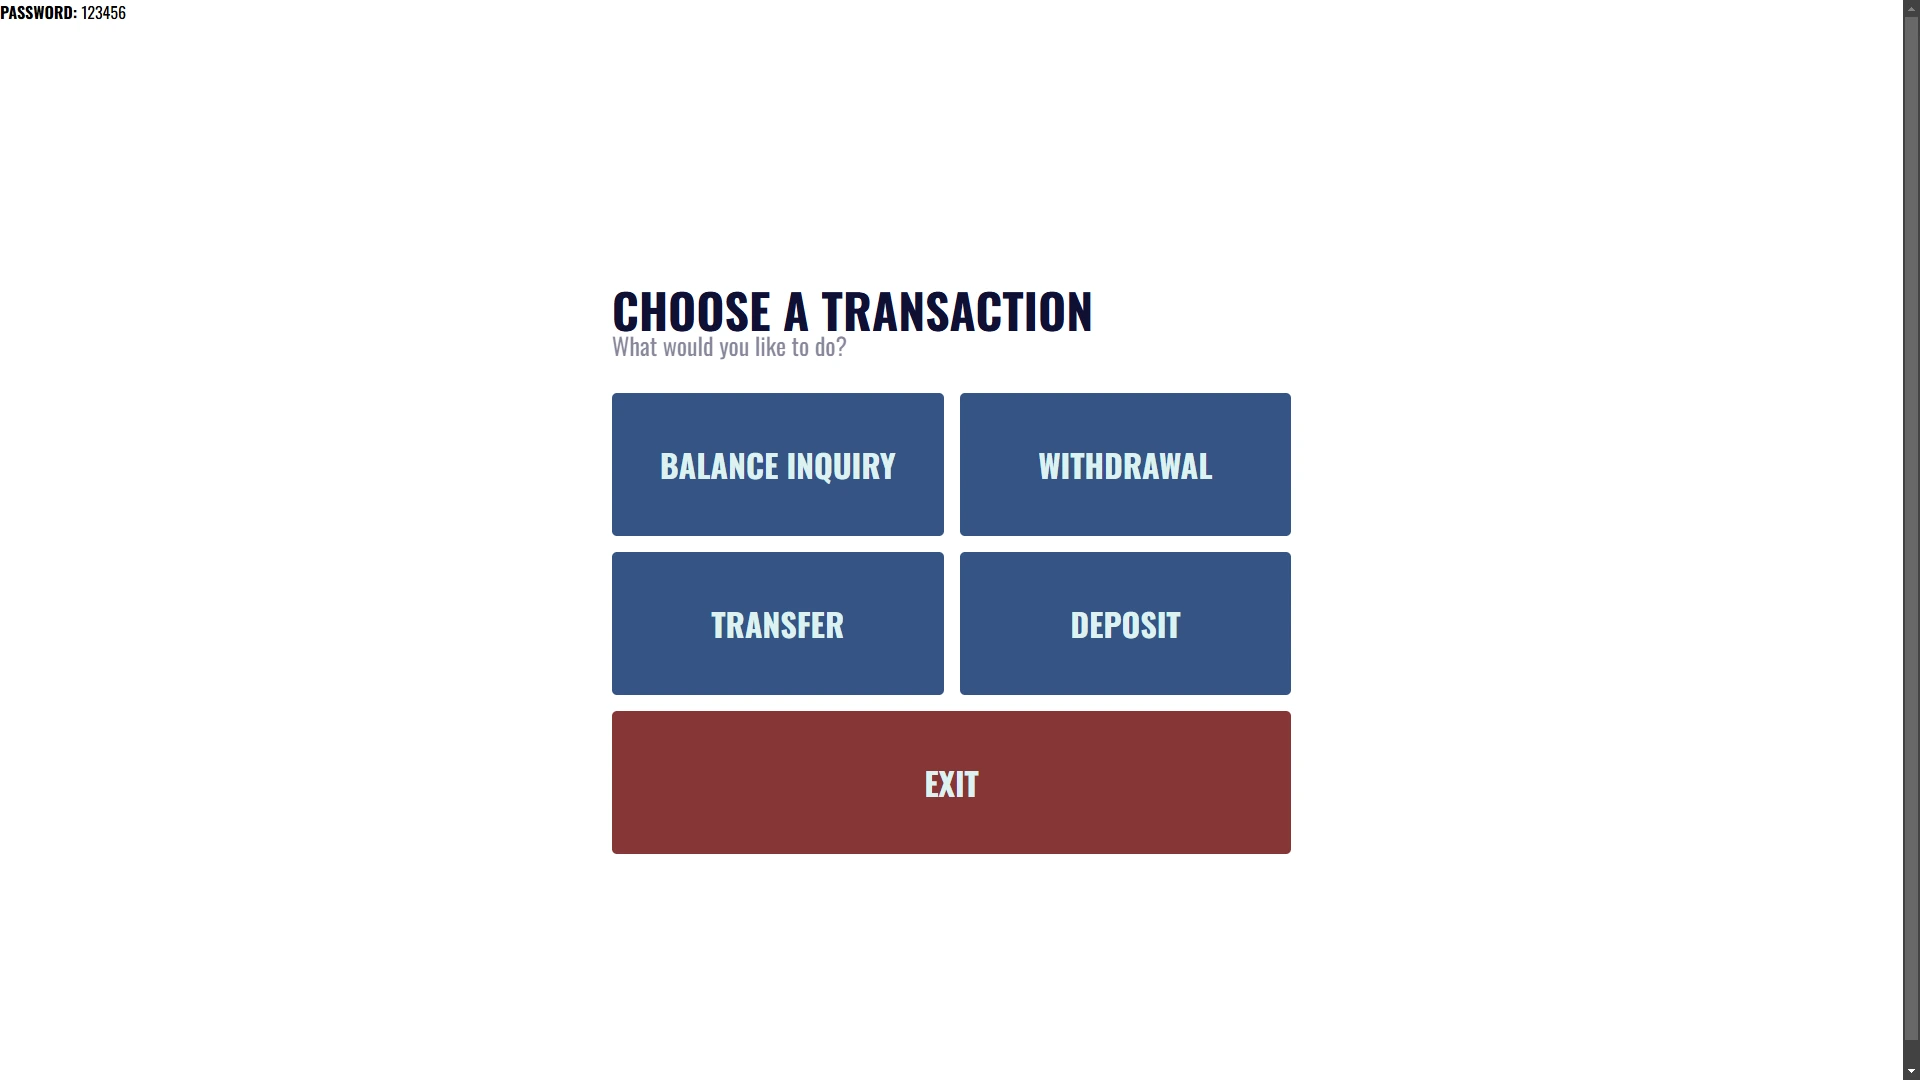 PASSWORD: 123456
CHOOSE A TRANSACTION
What would you like to do?
BALANCE INQUIRY
WITHDRAWAL
TRANSFER
DEPOSIT
EXIT